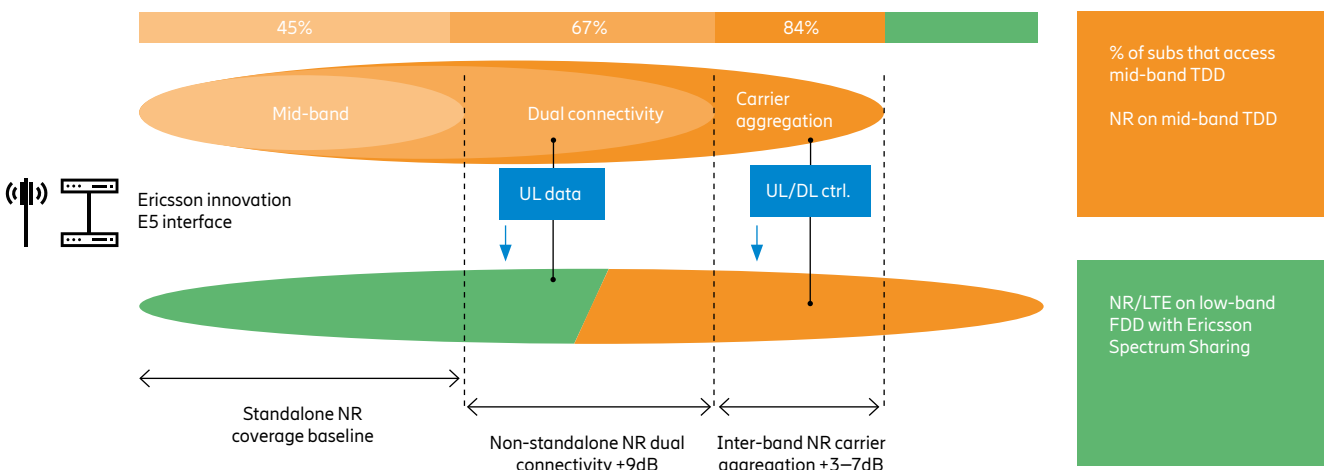 45%
67%
84%
% of subs that access
mid-band TDD
NR on mid-band TDD
Mid-band
Dual connectivity
Carrier
aggregation
UL data
UL/DL ctrl.
Ericsson innovation
E5 interface
NR/LTE on low-band
FDD with Ericsson
Spectrum Sharing
Standalone NR
coverage baseline
Non-standalone NR dual
connectivity +9dB
Inter-band NR carrier
aggregation +3–7dB